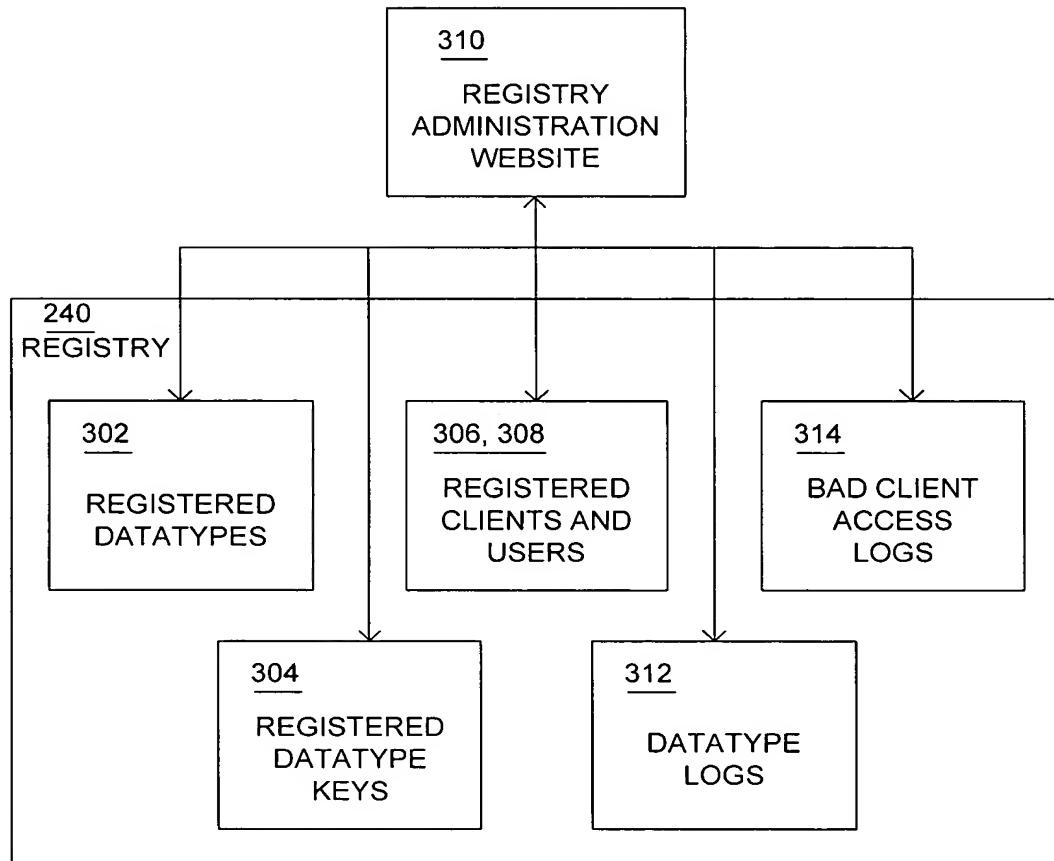 310
REGISTRY
ADMINISTRATION
WEBSITE
240
REGISTRY
302
REGISTERED
DATATYPES
306, 308
REGISTERED
CLIENTS AND
USERS
314
BAD CLIENT
ACCESS
LOGS
304
REGISTERED
DATATYPE
KEYS
312
DATATYPE
LOGS